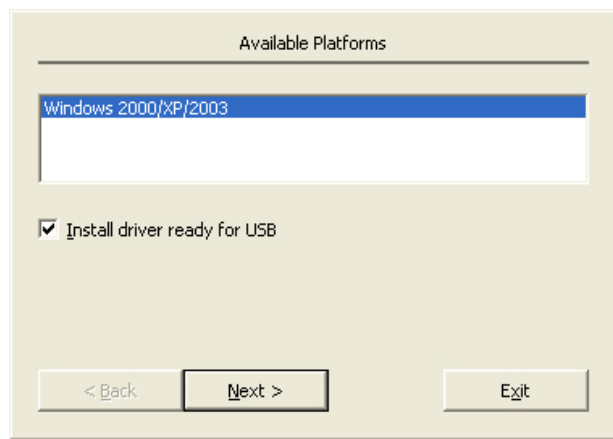 Available Platforms
Windows 2000/XP/2003
Install driver ready for USB
< Back Next > Exit